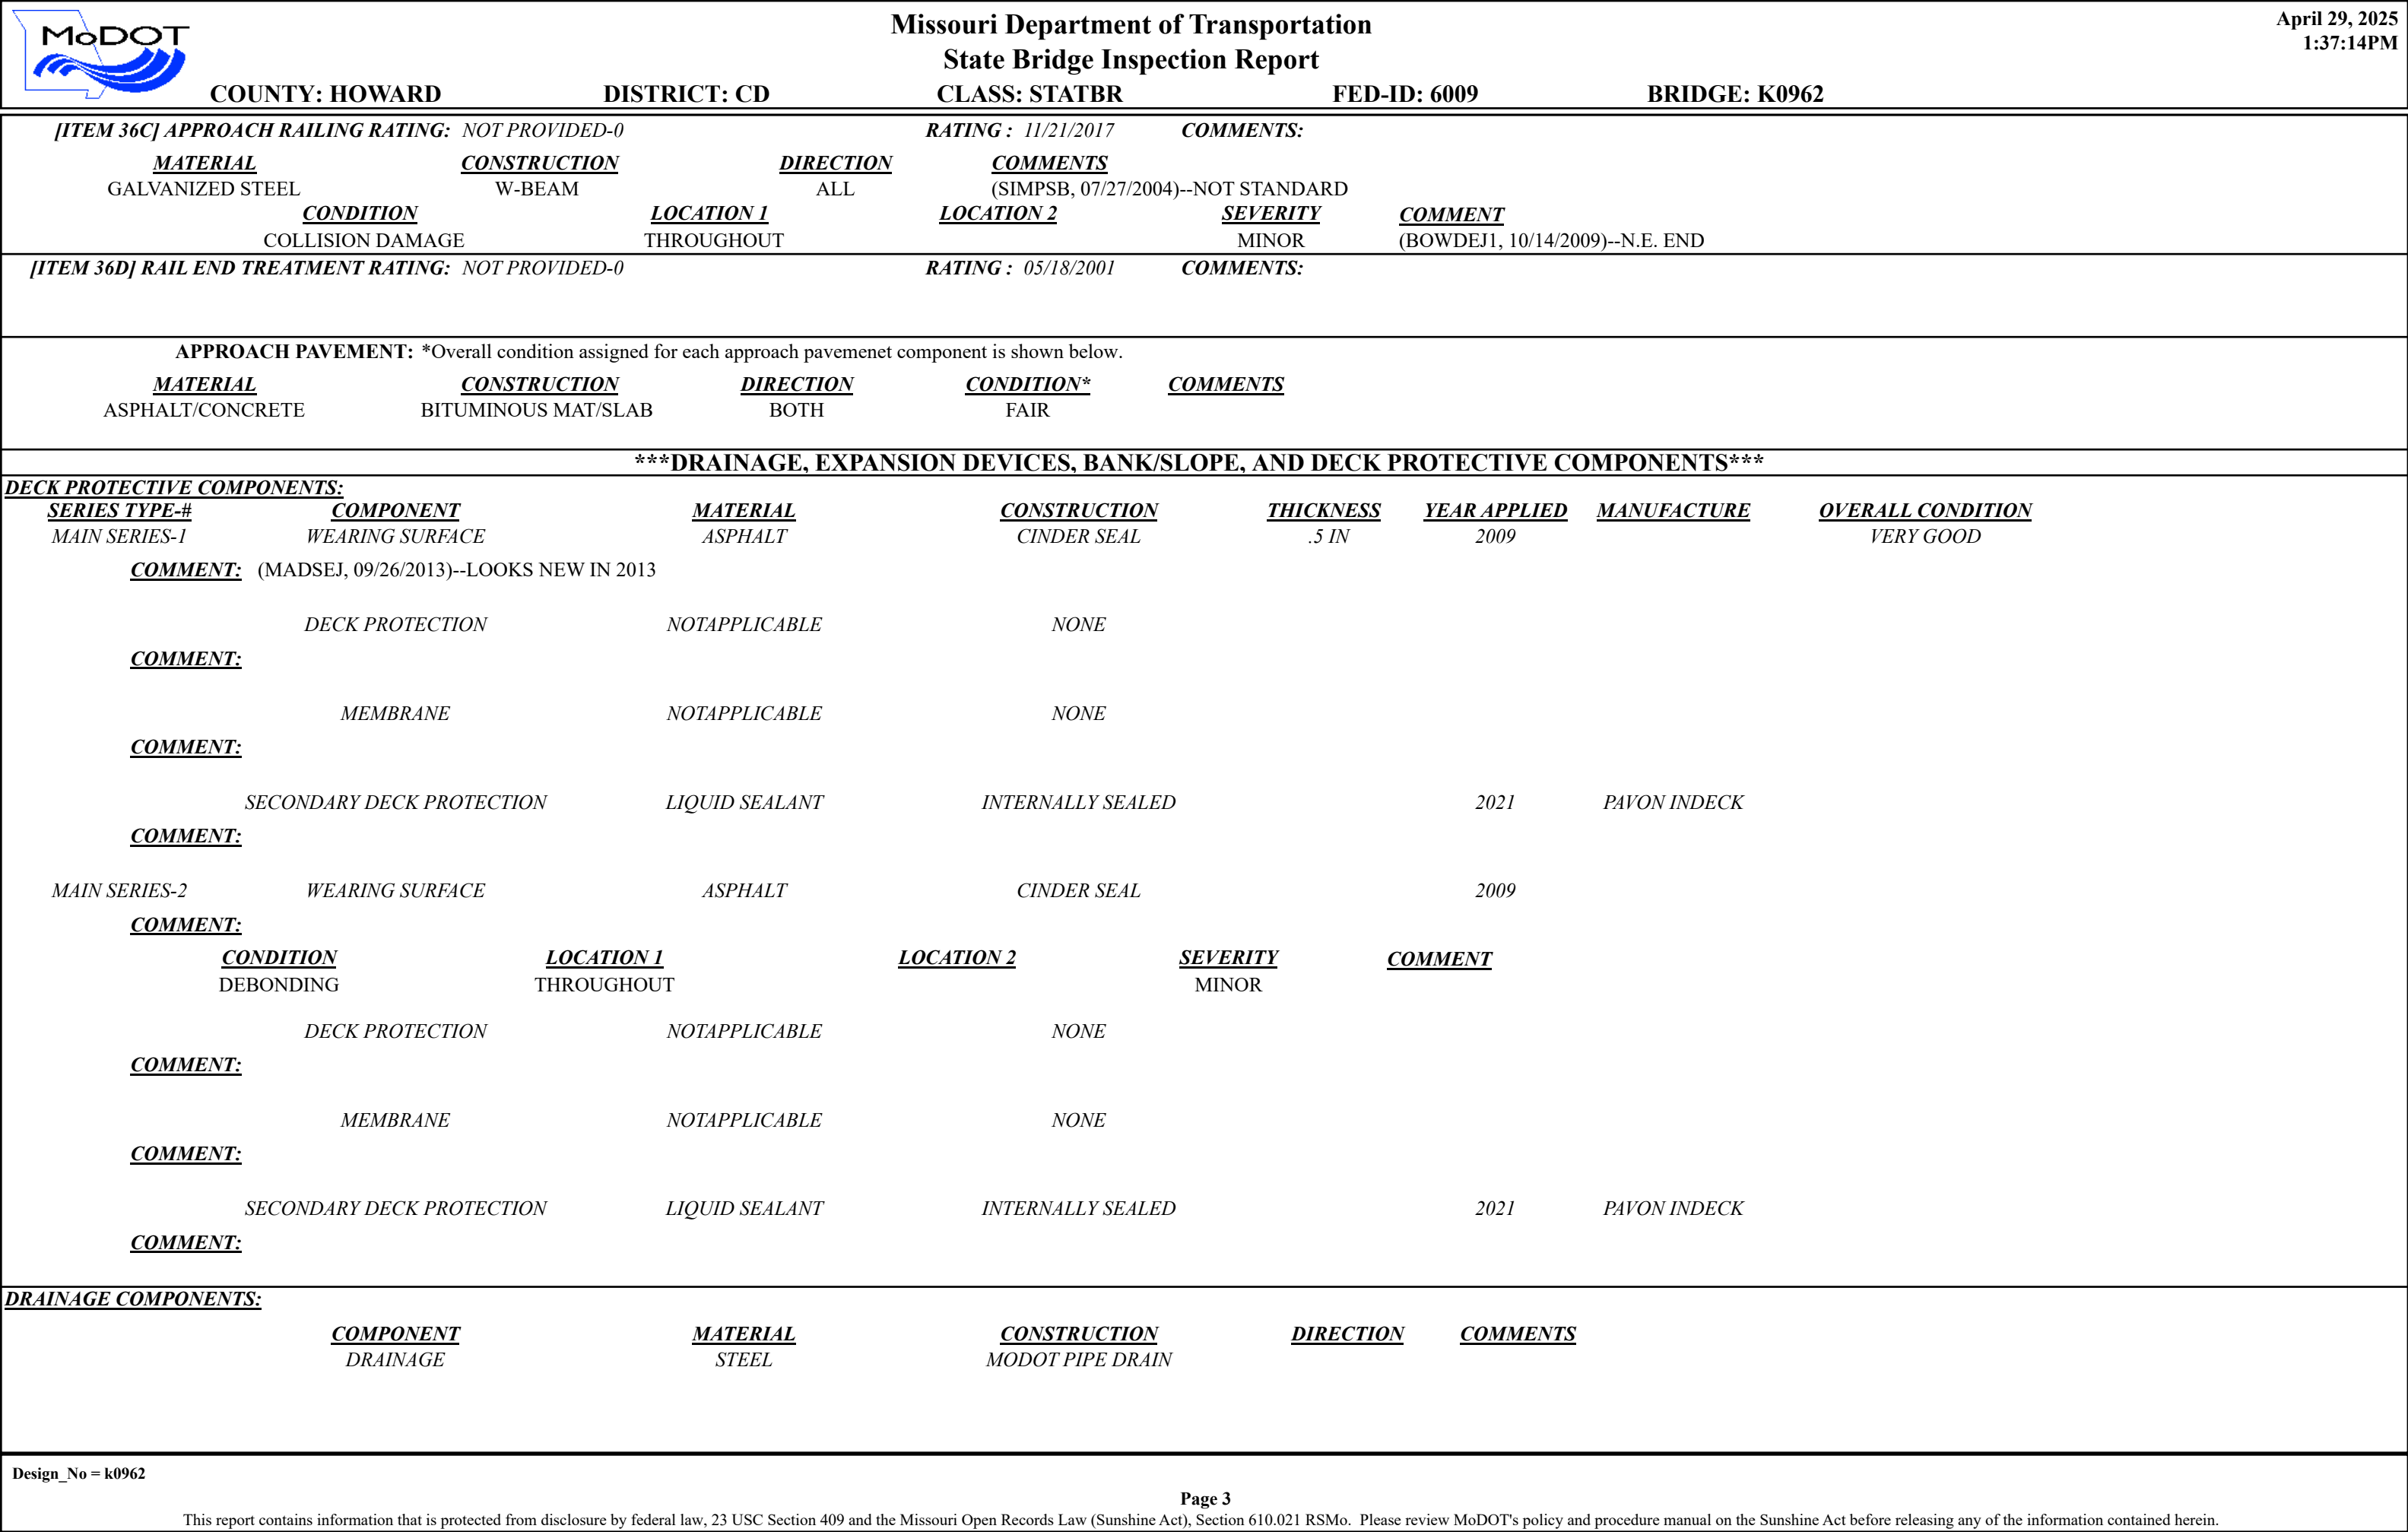 MoDOT
Missouri Department of Transportation
State Bridge Inspection Report
April 29, 2025
1:37:14PM
COUNTY: HOWARD DISTRICT: CD CLASS: STATBR FED-ID: 6009 BRIDGE: K0962
[ITEM 36C] APPROACH RAILING RATING: NOT PROVIDED-0 RATING : 11/21/2017 COMMENTS:
MATERIAL CONSTRUCTION DIRECTION COMMENTS
GALVANIZED STEEL W-BEAM ALL (SIMPSB, 07/27/2004)--NOT STANDARD
CONDITION LOCATION 1 LOCATION 2 SEVERITY COMMENT
COLLISION DAMAGE THROUGHOUT MINOR (BOWDEJ1, 10/14/2009)--N.E. END
[ITEM 36D] RAIL END TREATMENT RATING: NOT PROVIDED-0 RATING : 05/18/2001 COMMENTS:
APPROACH PAVEMENT: *Overall condition assigned for each approach pavemenet component is shown below.
MATERIAL CONSTRUCTION DIRECTION CONDITION* COMMENTS
ASPHALT/CONCRETE BITUMINOUS MAT/SLAB BOTH FAIR
***DRAINAGE, EXPANSION DEVICES, BANK/SLOPE, AND DECK PROTECTIVE COMPONENTS***
DECK PROTECTIVE COMPONENTS:
SERIES TYPE-# COMPONENT MATERIAL CONSTRUCTION THICKNESS YEAR APPLIED MANUFACTURE OVERALL CONDITION
MAIN SERIES-1 WEARING SURFACE ASPHALT CINDER SEAL .5 IN 2009 VERY GOOD
COMMENT: (MADSEJ, 09/26/2013)--LOOKS NEW IN 2013
DECK PROTECTION NOTAPPLICABLE NONE
COMMENT:
MEMBRANE NOTAPPLICABLE NONE
COMMENT:
SECONDARY DECK PROTECTION LIQUID SEALANT INTERNALLY SEALED 2021 PAVON INDECK
COMMENT:
MAIN SERIES-2 WEARING SURFACE ASPHALT CINDER SEAL 2009
COMMENT:
CONDITION LOCATION 1 LOCATION 2 SEVERITY COMMENT
DEBONDING THROUGHOUT MINOR
DECK PROTECTION NOTAPPLICABLE NONE
COMMENT:
MEMBRANE NOTAPPLICABLE NONE
COMMENT:
SECONDARY DECK PROTECTION LIQUID SEALANT INTERNALLY SEALED 2021 PAVON INDECK
COMMENT:
DRAINAGE COMPONENTS:
COMPONENT MATERIAL CONSTRUCTION DIRECTION COMMENTS
DRAINAGE STEEL MODOT PIPE DRAIN
Design_No = k0962
Page 3
This report contains information that is protected from disclosure by federal law, 23 USC Section 409 and the Missouri Open Records Law (Sunshine Act), Section 610.021 RSMo. Please review MoDOT's policy and procedure manual on the Sunshine Act before releasing any of the information contained herein.